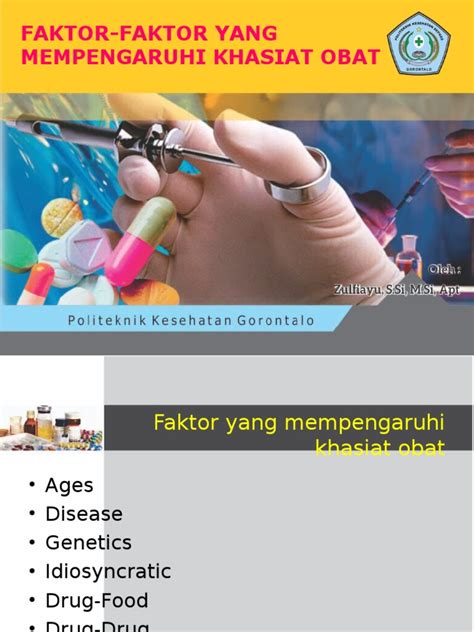 FAKTOR-FAKTOR YANG
MEMPENGARUHI KHASIAT OBAT
GORONTALO
Oleh :
Zulfiayu, S.Si, M.Si, Apt
Politeknik Kesehatan Gorontalo
Faktor yang mempengaruhi
khasiat obat
• Ages
• Disease
• Genetics
• Idiosyncratic
• Drug-Food
• Drug-Drug